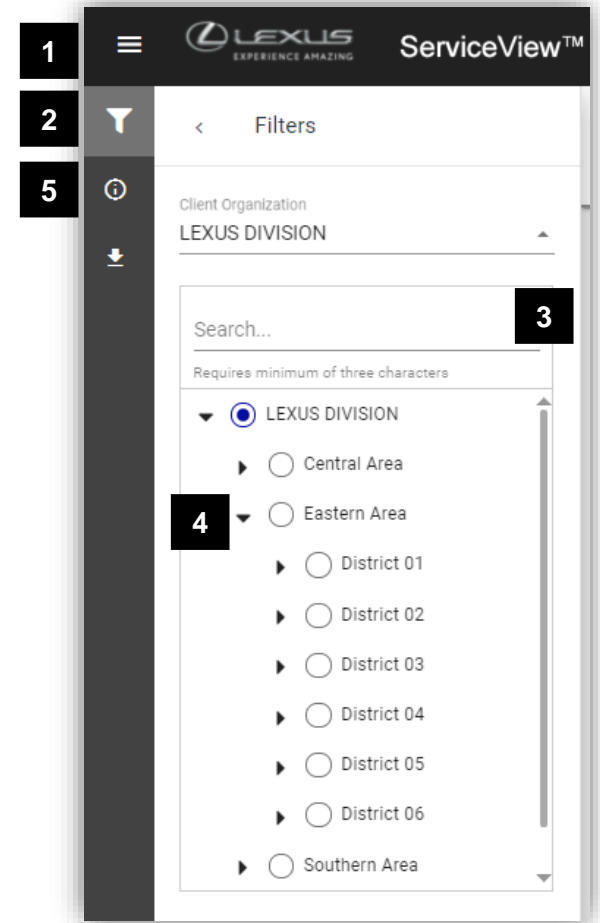 1
LEXUS
EXPERIENCE AMAZING
ServiceView™
2
< Filters
5
Client Organization
LEXUS DIVISION
3
Search...
Requires minimum of three characters
LEXUS DIVISION
Central Area
4
Eastern Area
District 01
District 02
District 03
District 04
District 05
District 06
Southern Area